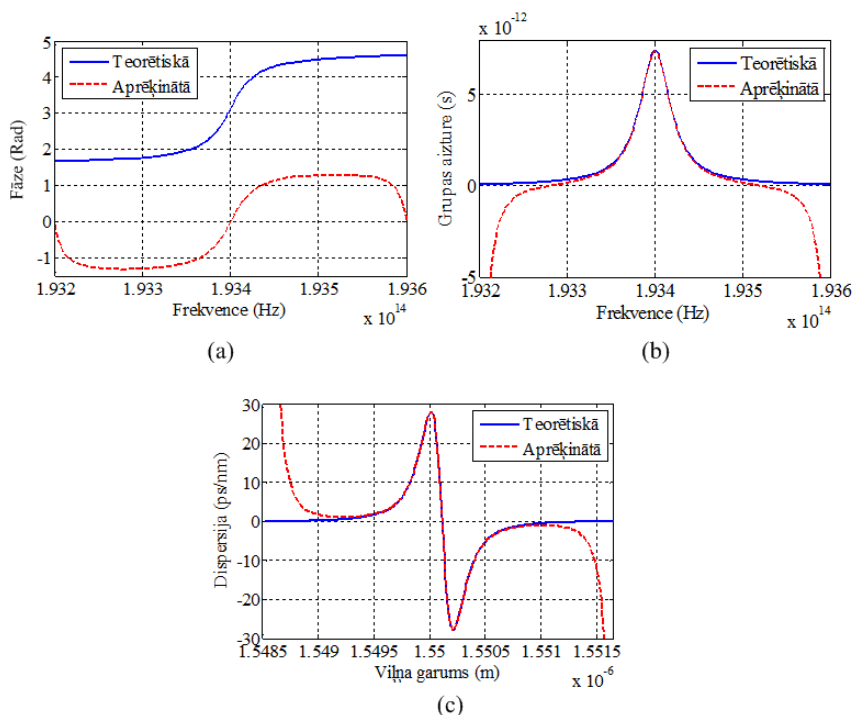 5
4
3
2
1
0
-1
Fāze (Rad)
Teorētiskā
Aprēķinātā
1.932 1.933 1.934 1.935 1.936
Frekvence (Hz)
x 10^14
(a)
x 10^-12
5
0
-5
Grupas aizture (s)
Teorētiskā
Aprēķinātā
1.932 1.933 1.934 1.935 1.936
Frekvence (Hz)
x 10^14
(b)
30
20
10
0
-10
-20
-30
Dispersija (ps/nm)
Teorētiskā
Aprēķinātā
1.5485 1.549 1.5495 1.55 1.5505 1.551 1.5515
Viļņa garums (m)
x 10^-6
(c)